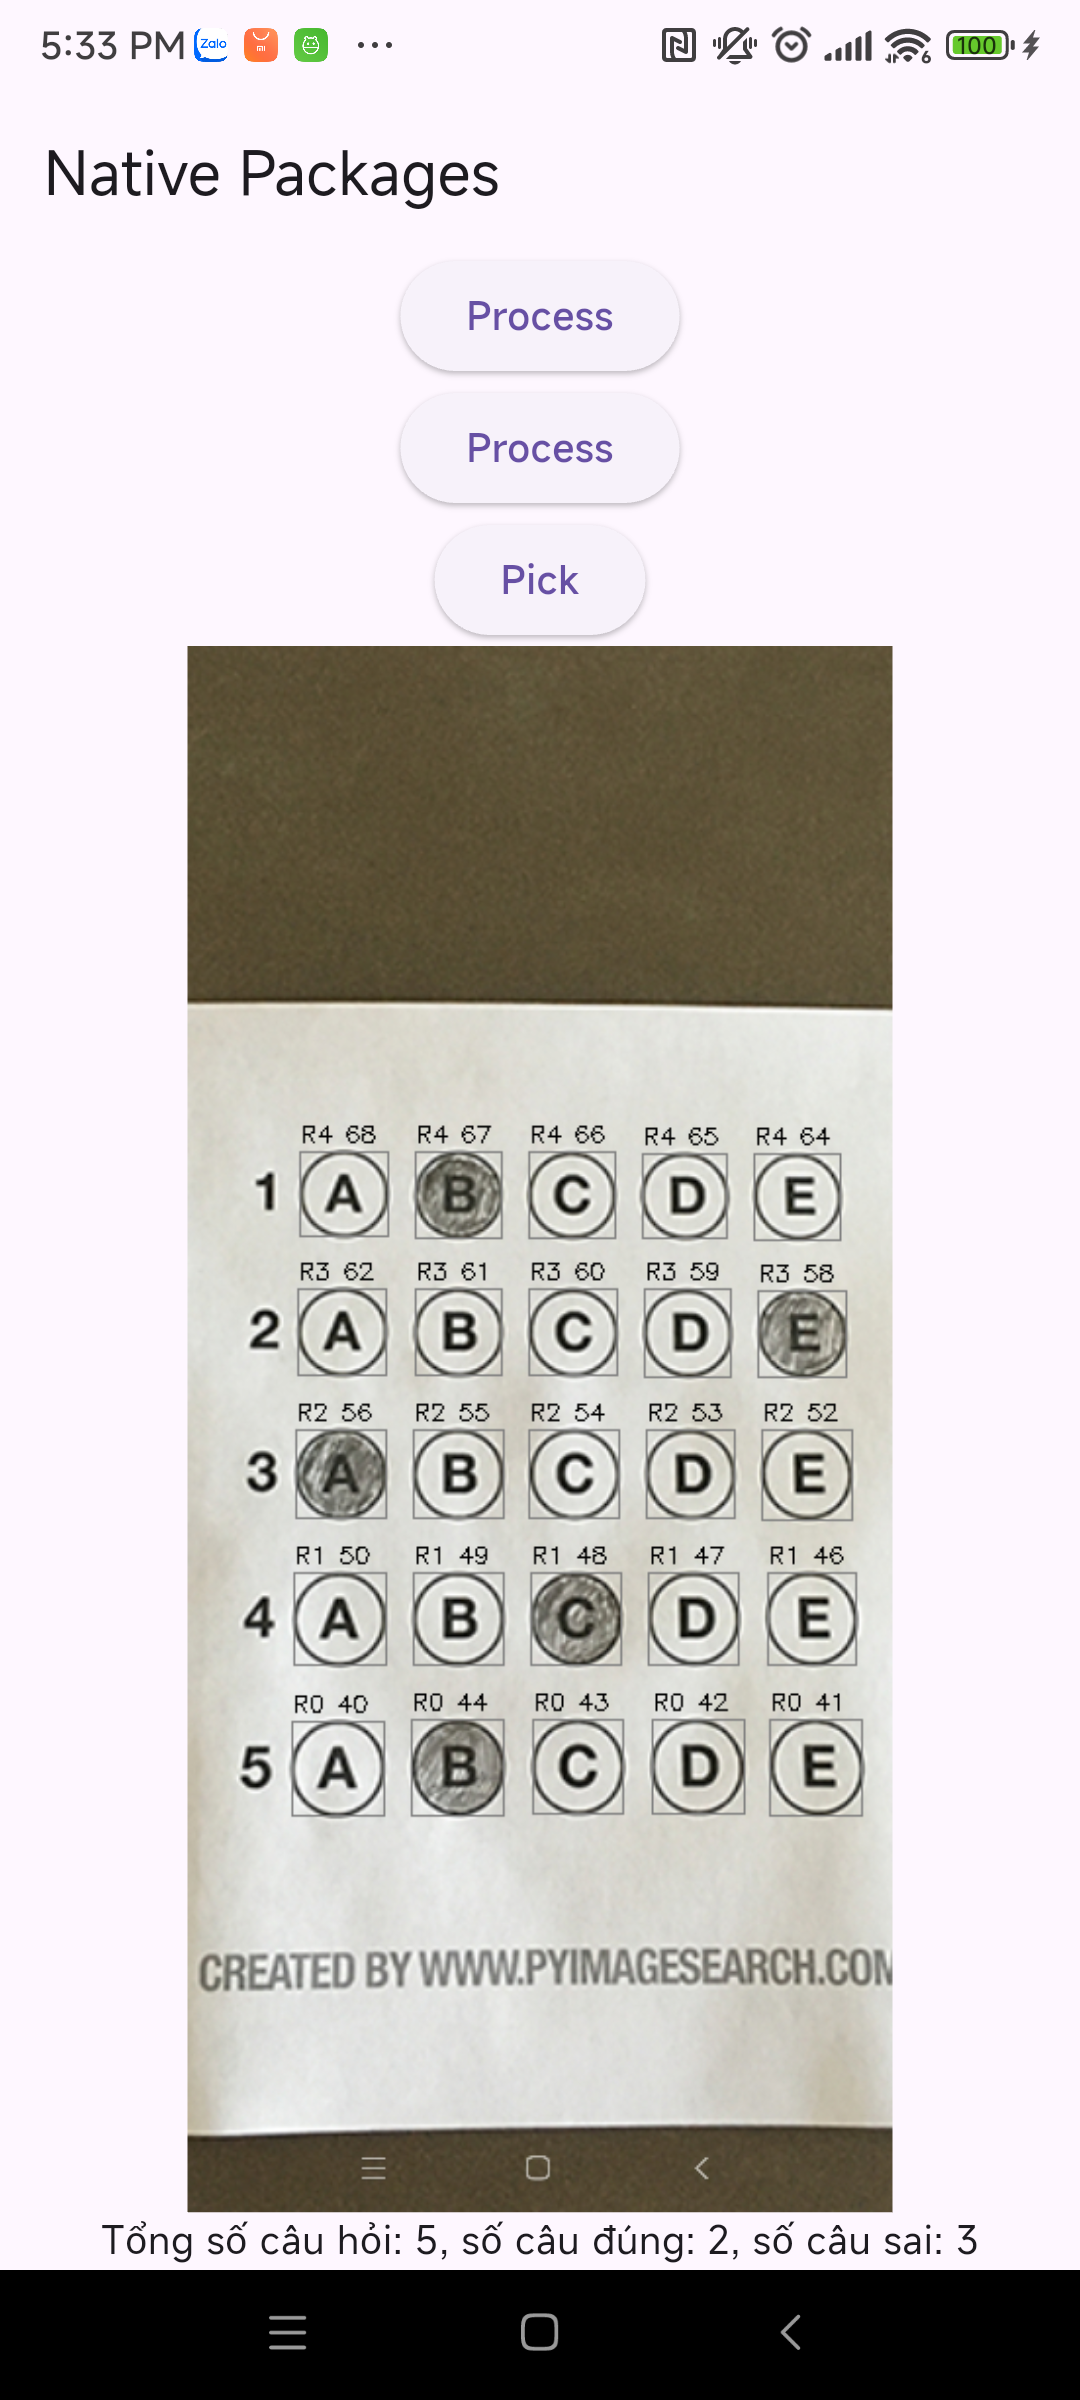 5:33 PM Zalo 6 100
Native Packages
Process
Process
Pick
R4 68 R4 67 R4 66 R4 65 R4 64
1 A B C D E
R3 62 R3 61 R3 60 R3 59 R3 58
2 A B C D E
R2 56 R2 55 R2 54 R2 53 R2 52
3 A B C D E
R1 50 R1 49 R1 48 R1 47 R1 46
4 A B C D E
R0 40 R0 44 R0 43 R0 42 R0 41
5 A B C D E
CREATED BY WWW.PYIMAGESEARCH.COM
Tổng số câu hỏi: 5, số câu đúng: 2, số câu sai: 3